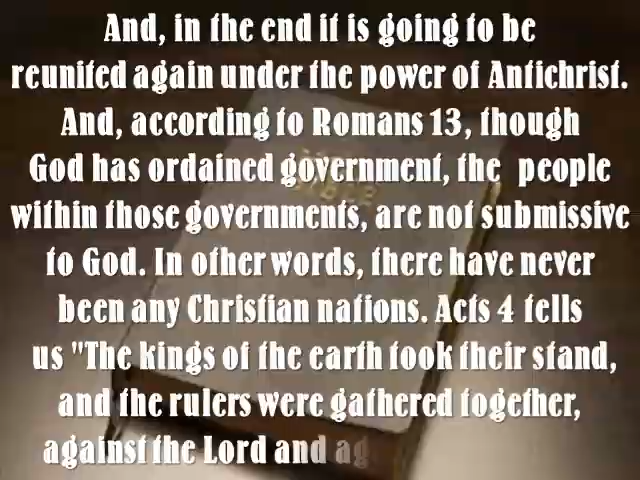 And, in the end it is going to be
reunited again under the power of Antichrist.
And, according to Romans 13, though
God has ordained government, the people
within those governments, are not submissive
to God. In other words, there have never
been any Christian nations. Acts 4 tells
us "The kings of the earth took their stand,
and the rulers were gathered together,
against the Lord and ag